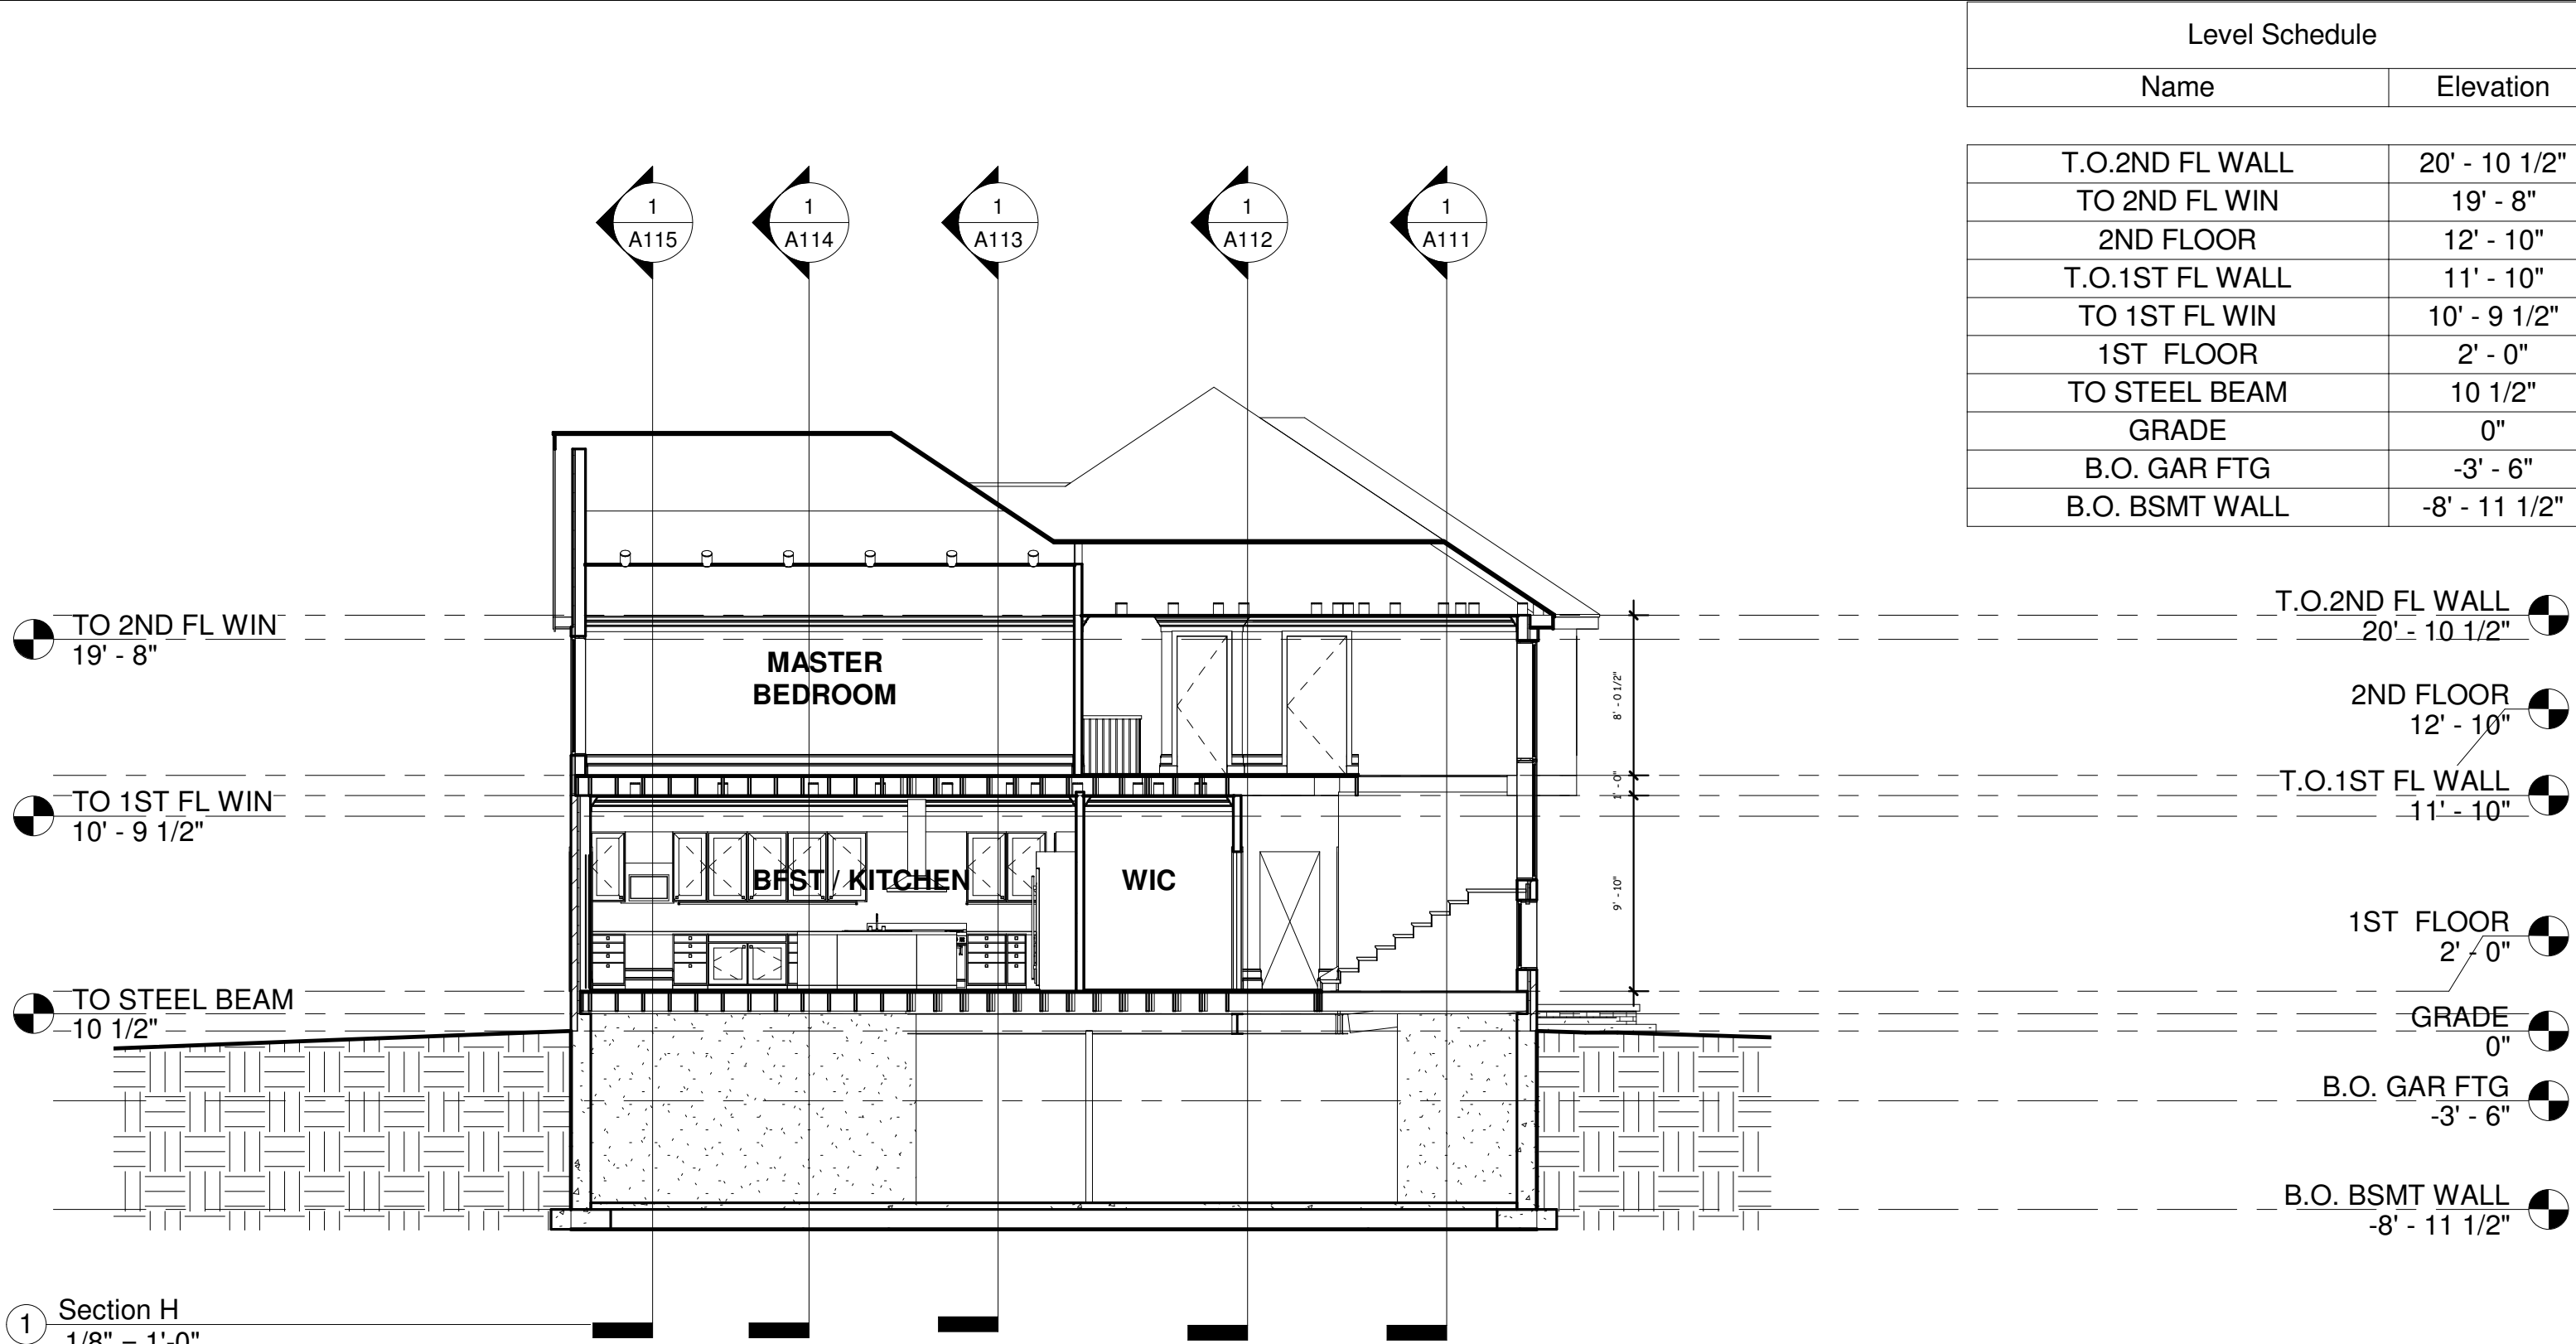 Level Schedule
Name Elevation
T.O.2ND FL WALL 20' - 10 1/2"
TO 2ND FL WIN 19' - 8"
2ND FLOOR 12' - 10"
T.O.1ST FL WALL 11' - 10"
TO 1ST FL WIN 10' - 9 1/2"
1ST FLOOR 2' - 0"
TO STEEL BEAM 10 1/2"
GRADE 0"
B.O. GAR FTG -3' - 6"
B.O. BSMT WALL -8' - 11 1/2"
1
A115
1
A114
1
A113
1
A112
1
A111
TO 2ND FL WIN
19' - 8"
TO 1ST FL WIN
10' - 9 1/2"
TO STEEL BEAM
10 1/2"
MASTER
BEDROOM
BFST / KITCHEN
WIC
8' - 0 1/2"
1' - 0"
9' - 10"
T.O.2ND FL WALL
20' - 10 1/2"
2ND FLOOR
12' - 10"
T.O.1ST FL WALL
11' - 10"
1ST FLOOR
2' - 0"
GRADE
0"
B.O. GAR FTG
-3' - 6"
B.O. BSMT WALL
-8' - 11 1/2"
1
Section H
1/8" = 1'-0"